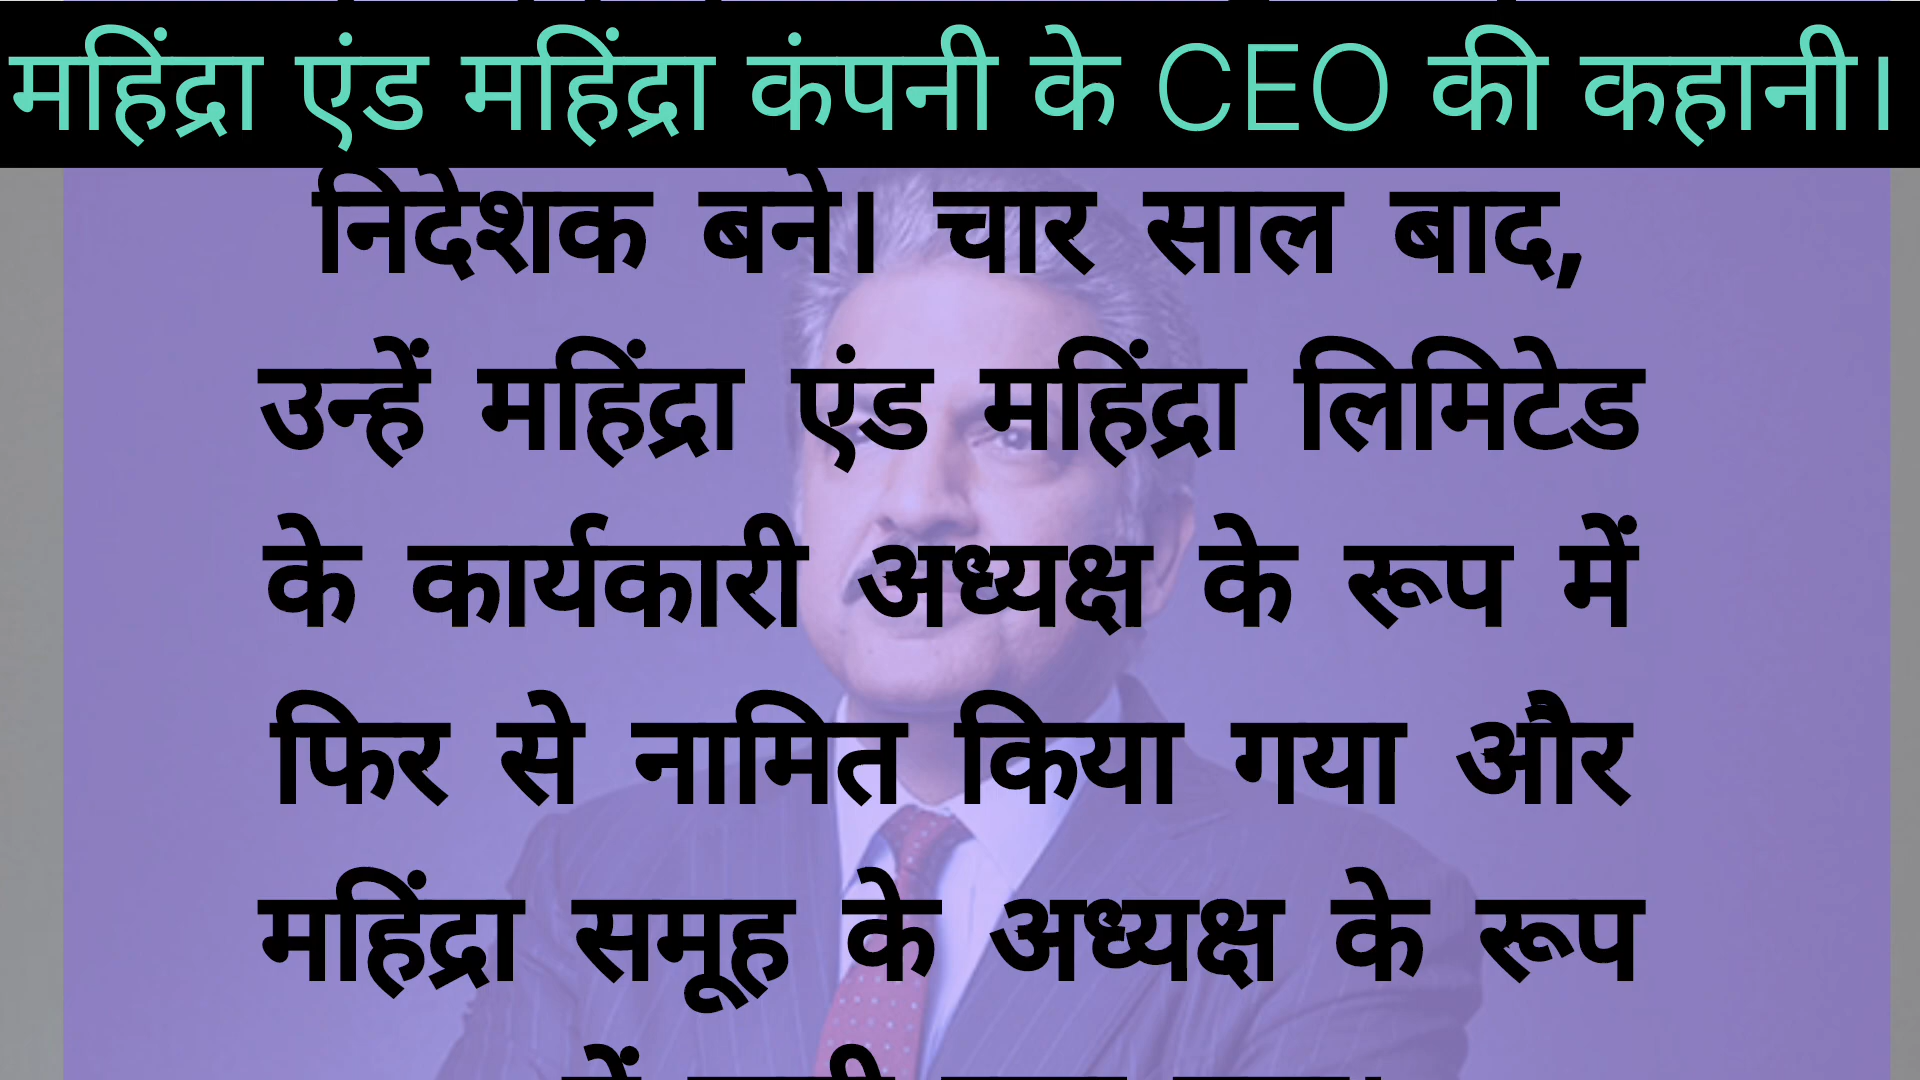 महिंद्रा एंड महिंद्रा कंपनी के CEO की कहानी।
निदेशक बने। चार साल बाद,
उन्हें महिंद्रा एंड महिंद्रा लिमिटेड
के कार्यकारी अध्यक्ष के रूप में
फिर से नामित किया गया और
महिंद्रा समूह के अध्यक्ष के रूप